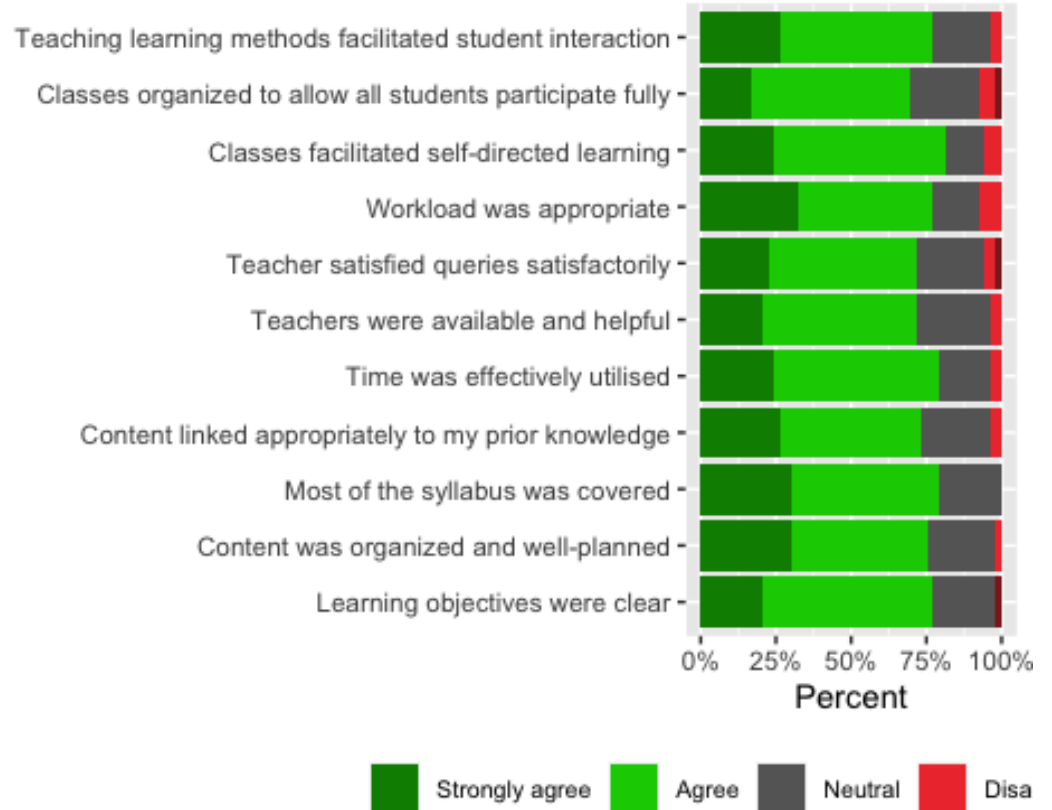 Teaching learning methods facilitated student interaction
Classes organized to allow all students participate fully
Classes facilitated self-directed learning
Workload was appropriate
Teacher satisfied queries satisfactorily
Teachers were available and helpful
Time was effectively utilised
Content linked appropriately to my prior knowledge
Most of the syllabus was covered
Content was organized and well-planned
Learning objectives were clear
0% 25% 50% 75% 100%
Percent
Strongly agree Agree Neutral Disa